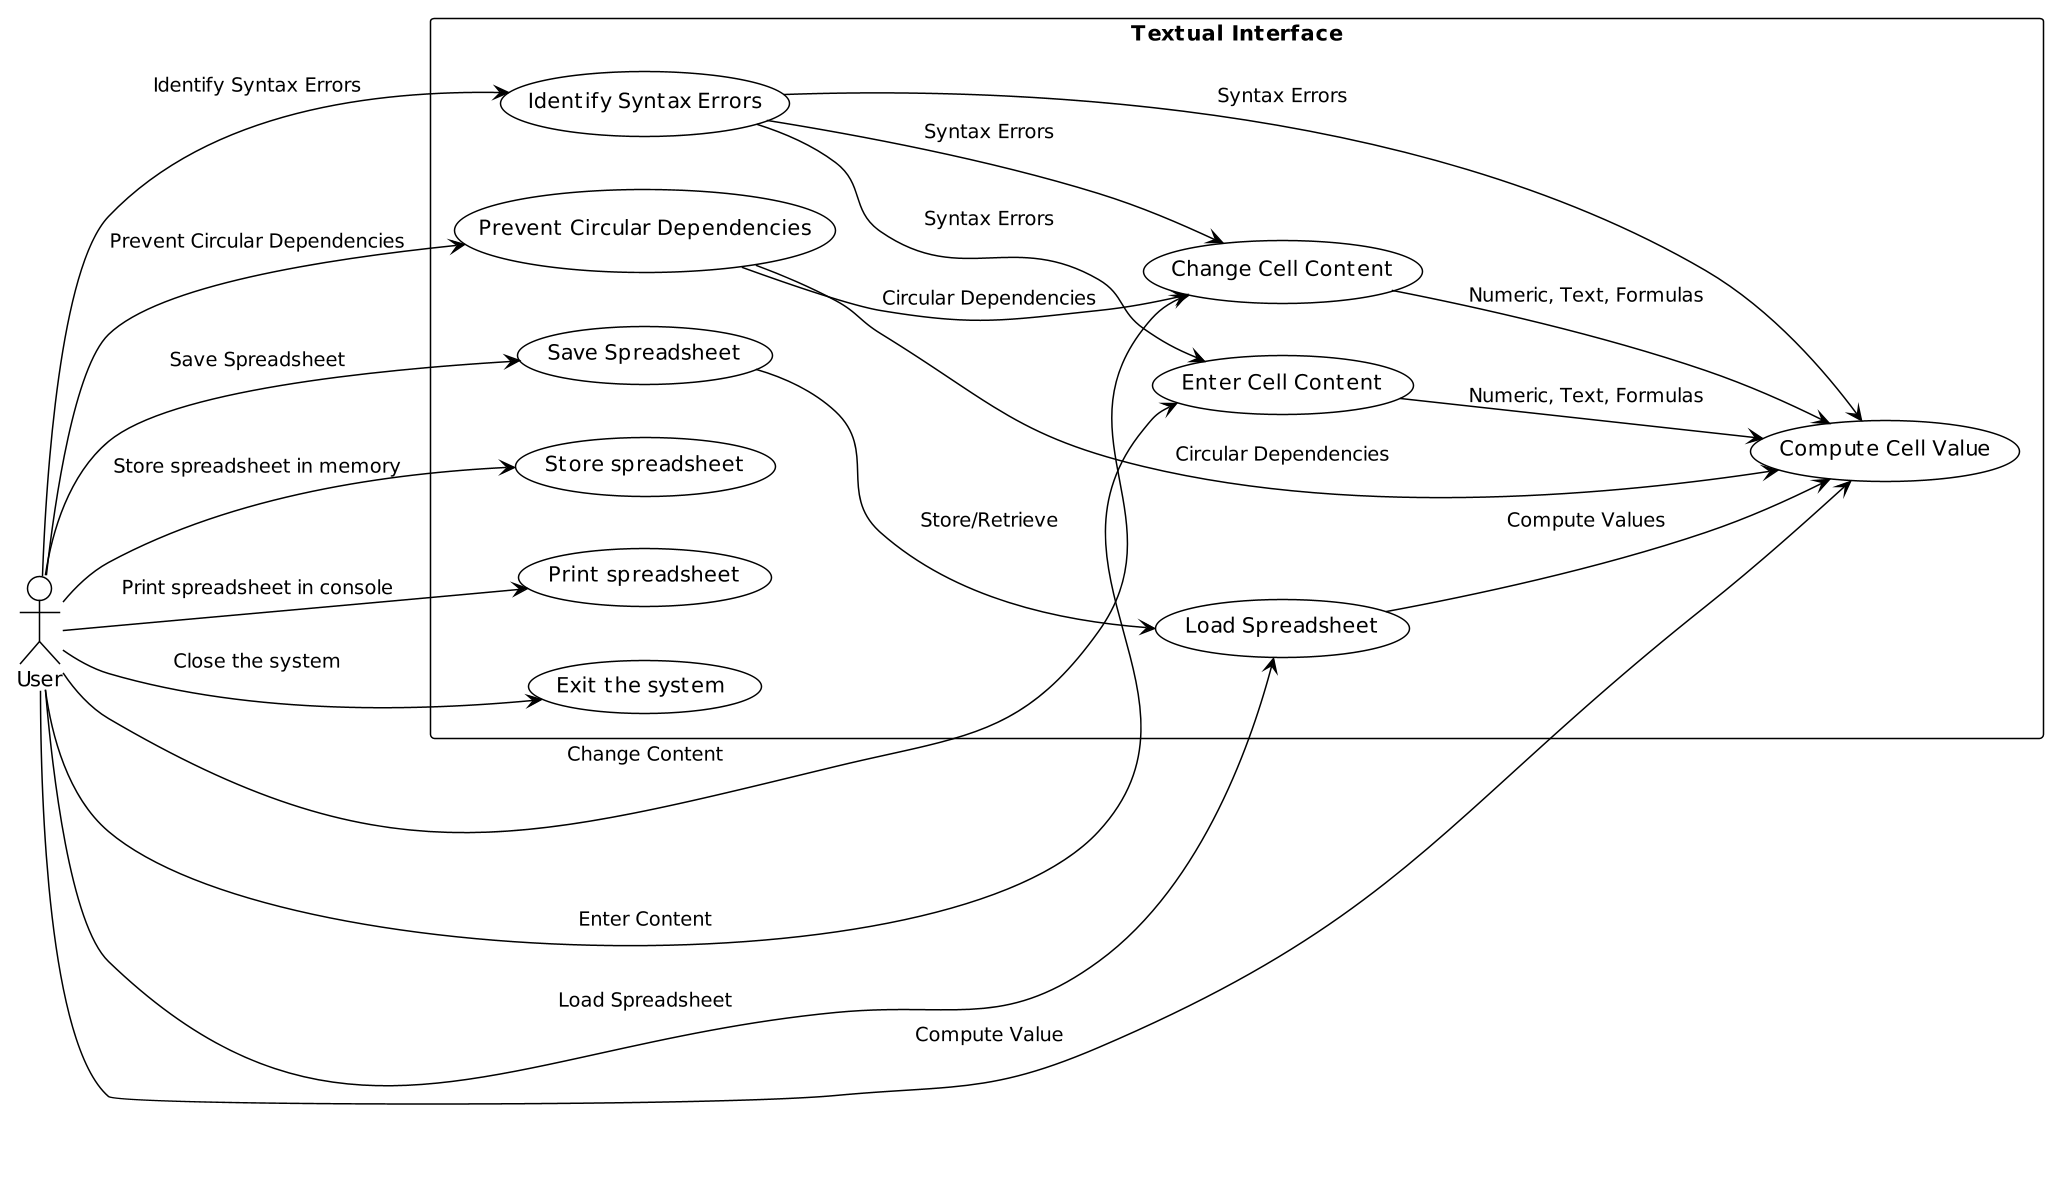 Textual Interface
Identify Syntax Errors
Identify Syntax Errors
Syntax Errors
Syntax Errors
Syntax Errors
Prevent Circular Dependencies
Prevent Circular Dependencies
Change Cell Content
Circular Dependencies
Numeric, Text, Formulas
Save Spreadsheet
Save Spreadsheet
Enter Cell Content
Numeric, Text, Formulas
Circular Dependencies
Compute Cell Value
Store spreadsheet in memory
Store spreadsheet
Store/Retrieve
Compute Values
Print spreadsheet in console
Print spreadsheet
Load Spreadsheet
Close the system
User
Exit the system
Change Content
Enter Content
Load Spreadsheet
Compute Value